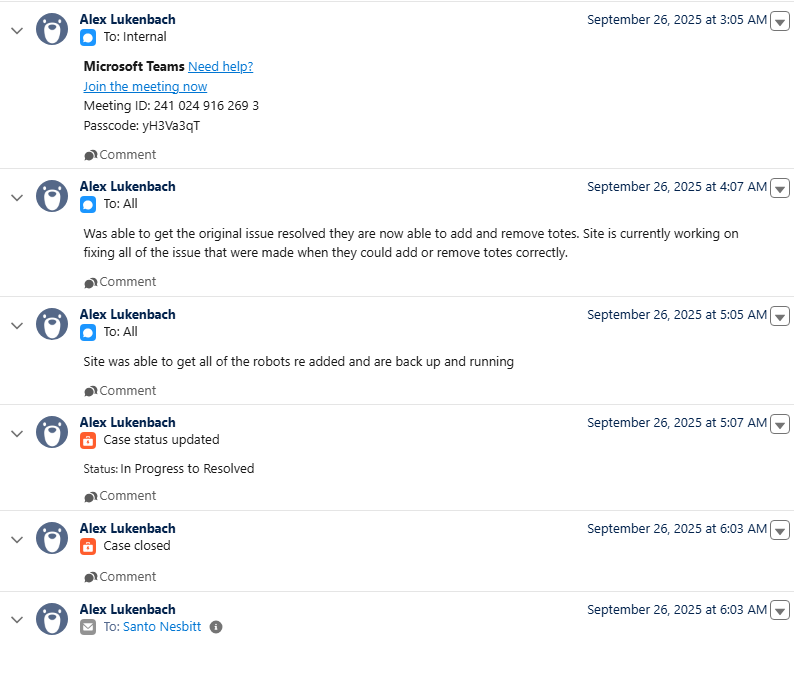 Alex Lukenbach September 26, 2025 at 3:05 AM
To: Internal
Microsoft Teams Need help?
Join the meeting now
Meeting ID: 241 024 916 269 3
Passcode: yH3Va3qT
Comment
Alex Lukenbach September 26, 2025 at 4:07 AM
To: All
Was able to get the original issue resolved they are now able to add and remove totes. Site is currently working on
fixing all of the issue that were made when they could add or remove totes correctly.
Comment
Alex Lukenbach September 26, 2025 at 5:05 AM
To: All
Site was able to get all of the robots re added and are back up and running
Comment
Alex Lukenbach September 26, 2025 at 5:07 AM
Case status updated
Status: In Progress to Resolved
Comment
Alex Lukenbach September 26, 2025 at 6:03 AM
Case closed
Comment
Alex Lukenbach September 26, 2025 at 6:03 AM
To: Santo Nesbitt